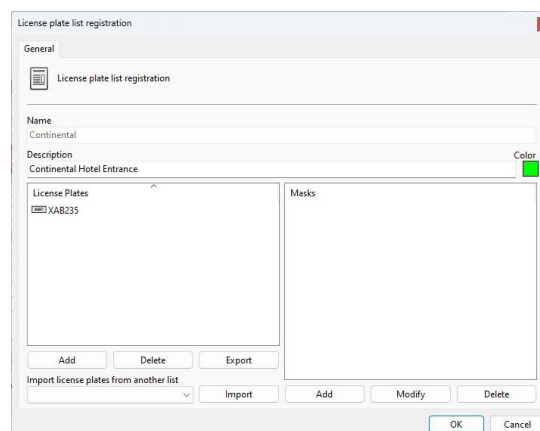 License plate list registration
General
License plate list registration
Name
Continental
Description
Color
Continental Hotel Entrance
License Plates
Masks
ABC XAB235
Add Delete Export
Import license plates from another list
Import Add Modify Delete
OK Cancel